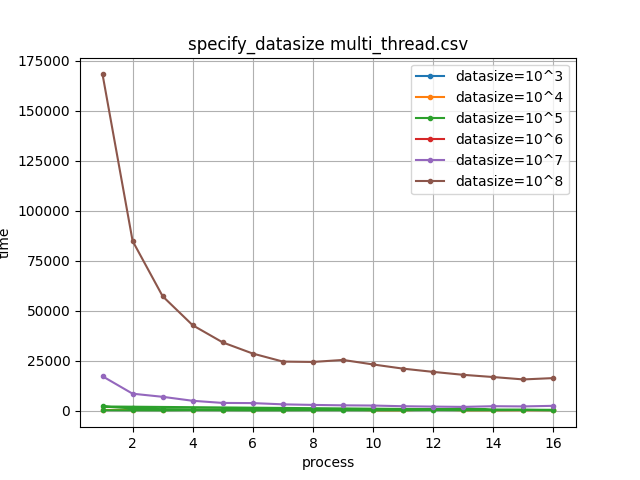 specify_datasize multi_thread.csv
175000
150000
125000
100000
75000
50000
25000
0
time
datasize=10^3
datasize=10^4
datasize=10^5
datasize=10^6
datasize=10^7
datasize=10^8
2 4 6 8 10 12 14 16
process